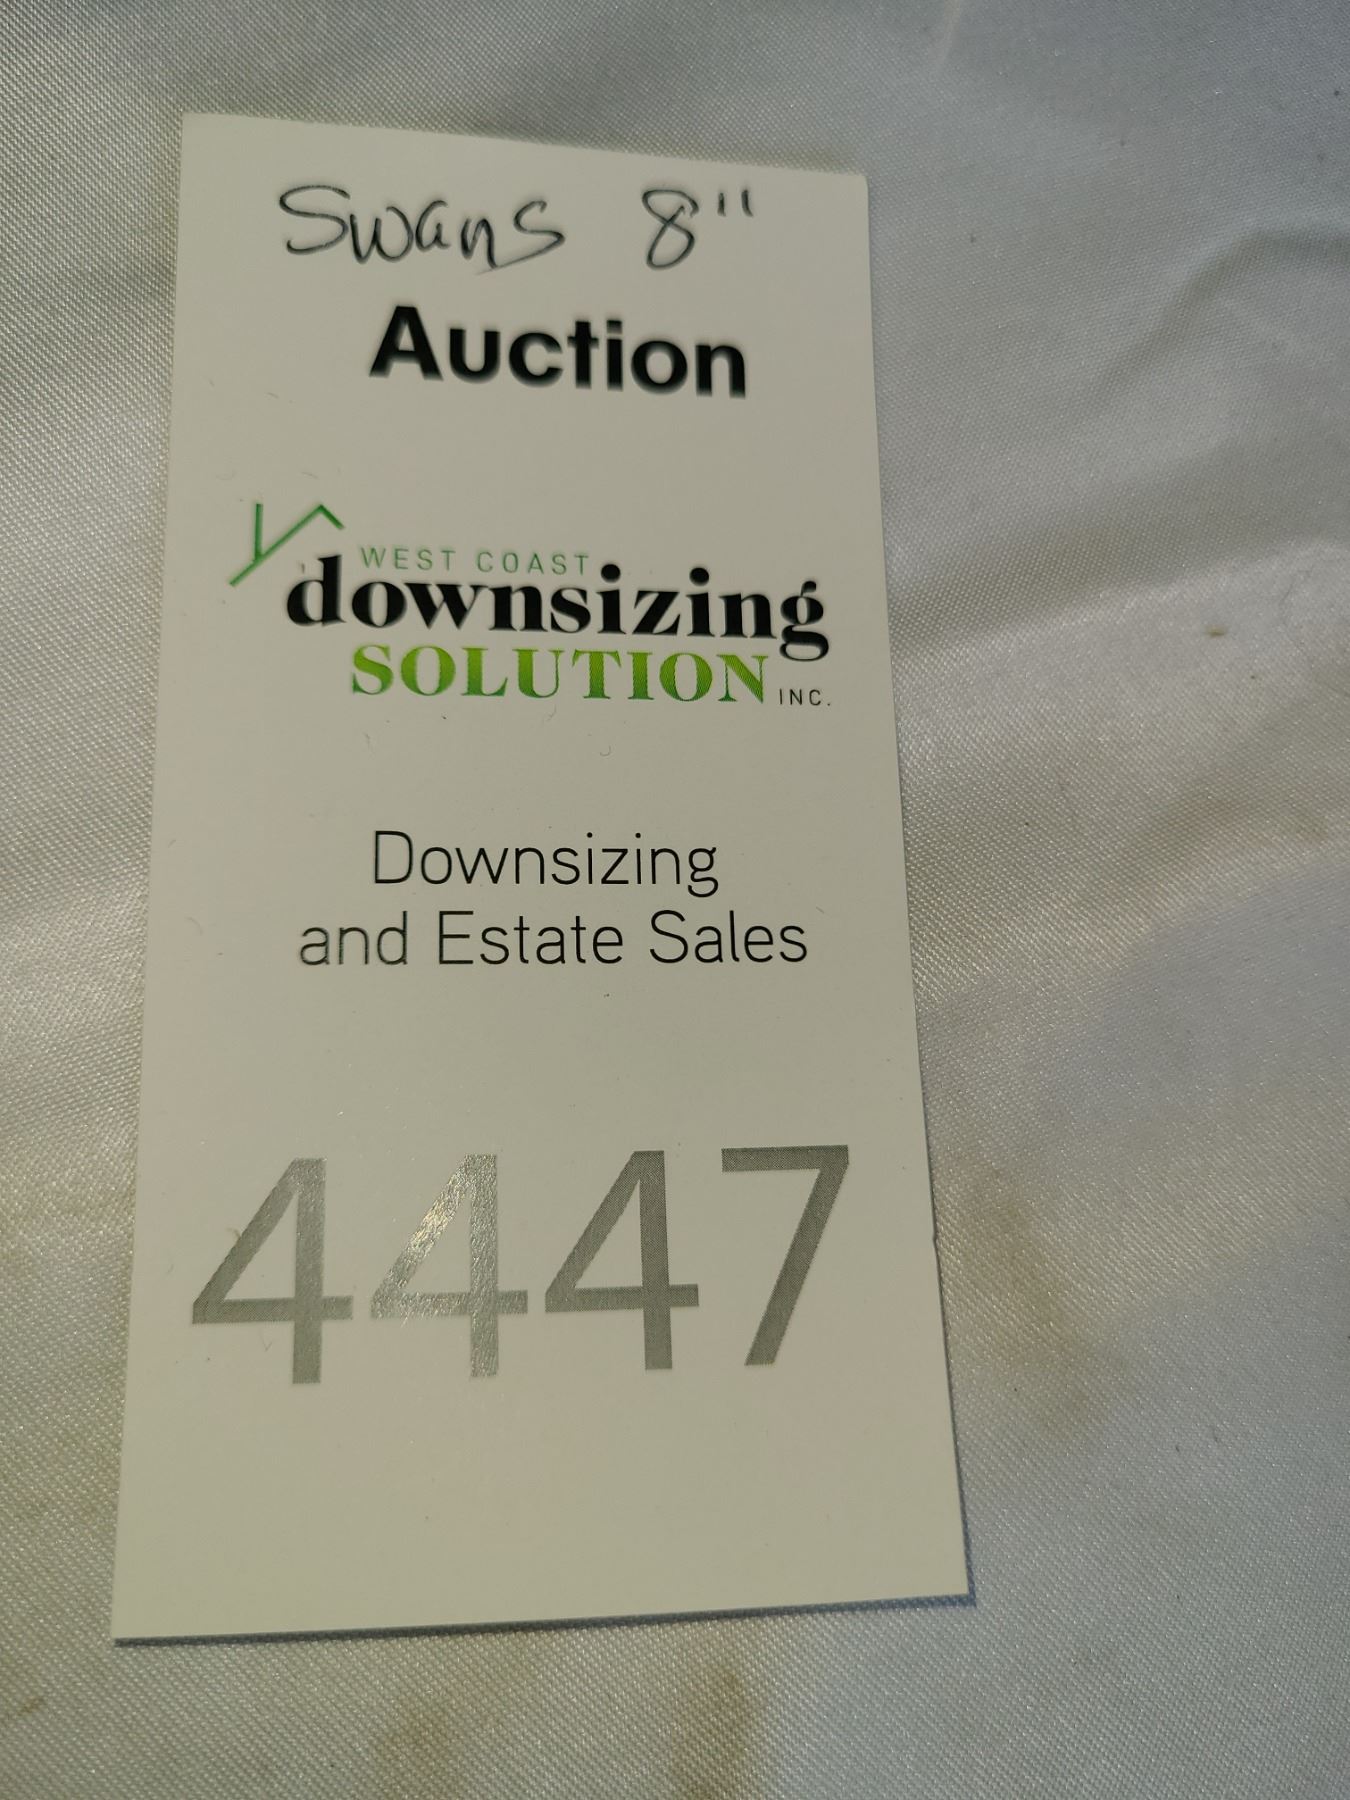 Swans 8"
Auction
WEST COAST
downsizing
SOLUTION INC.
Downsizing
and Estate Sales
4447